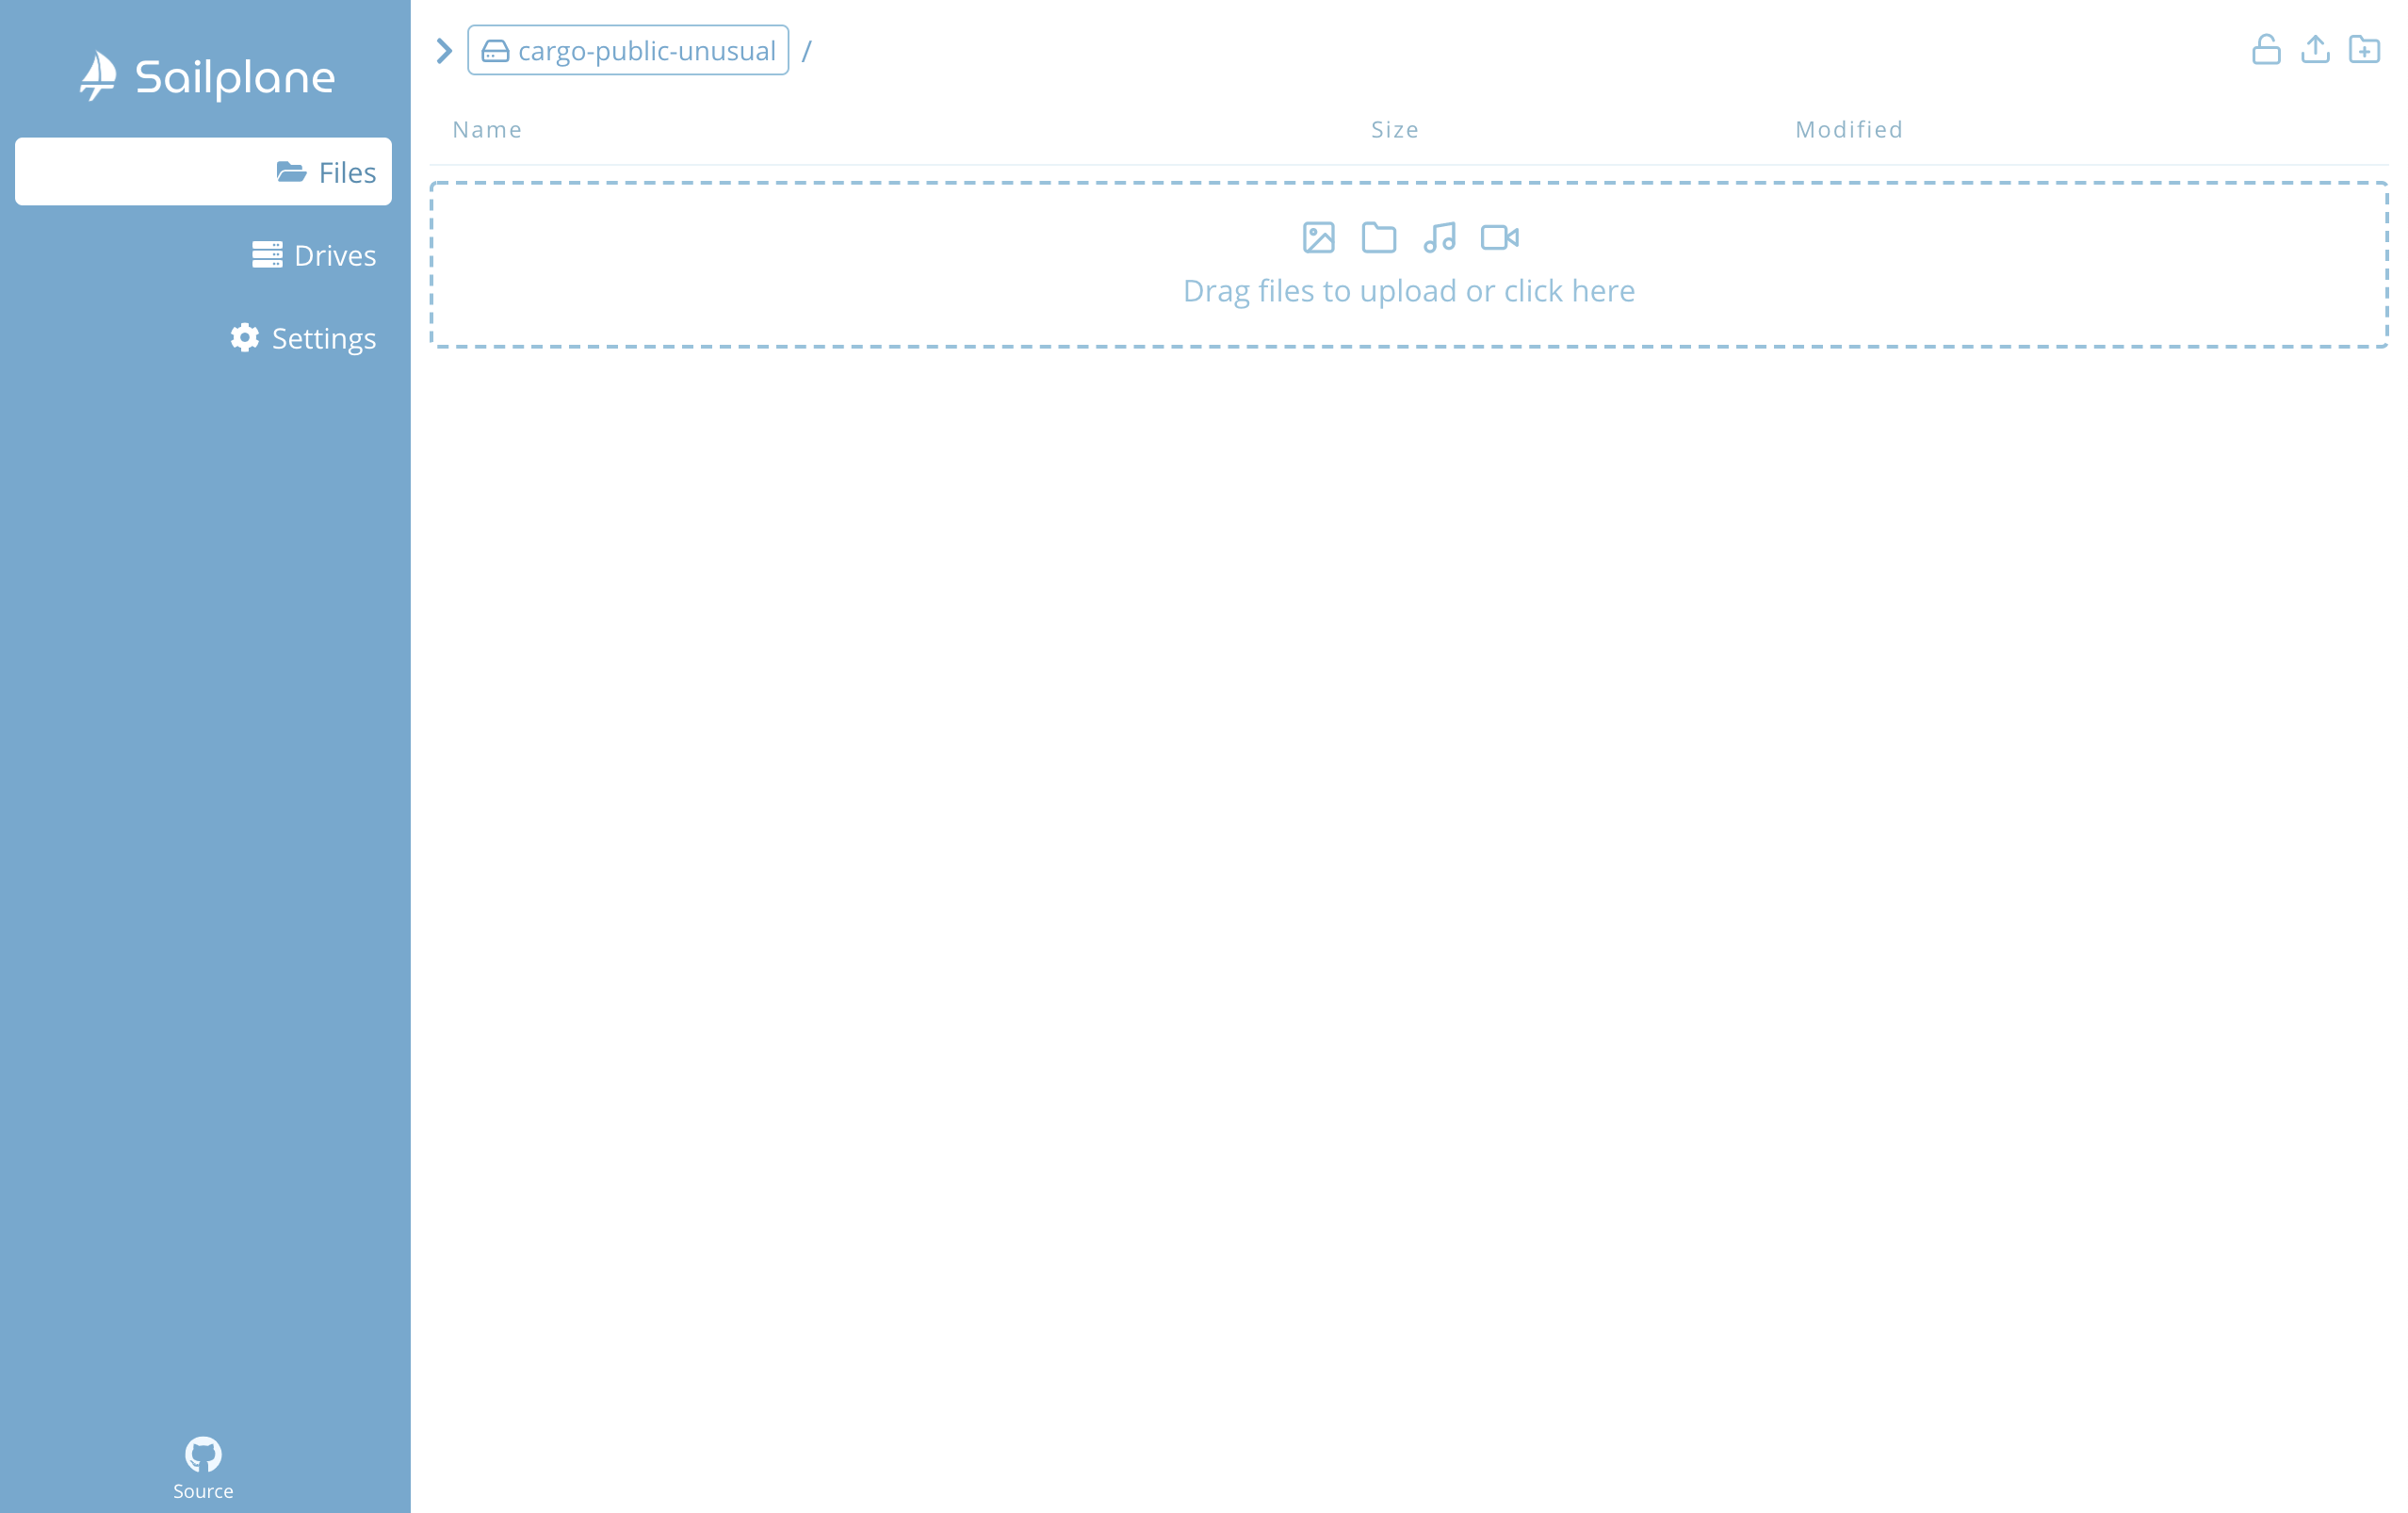 Sailplane
Files
Drives
Settings
Source
cargo-public-unusual /
Name Size Modified
Drag files to upload or click here